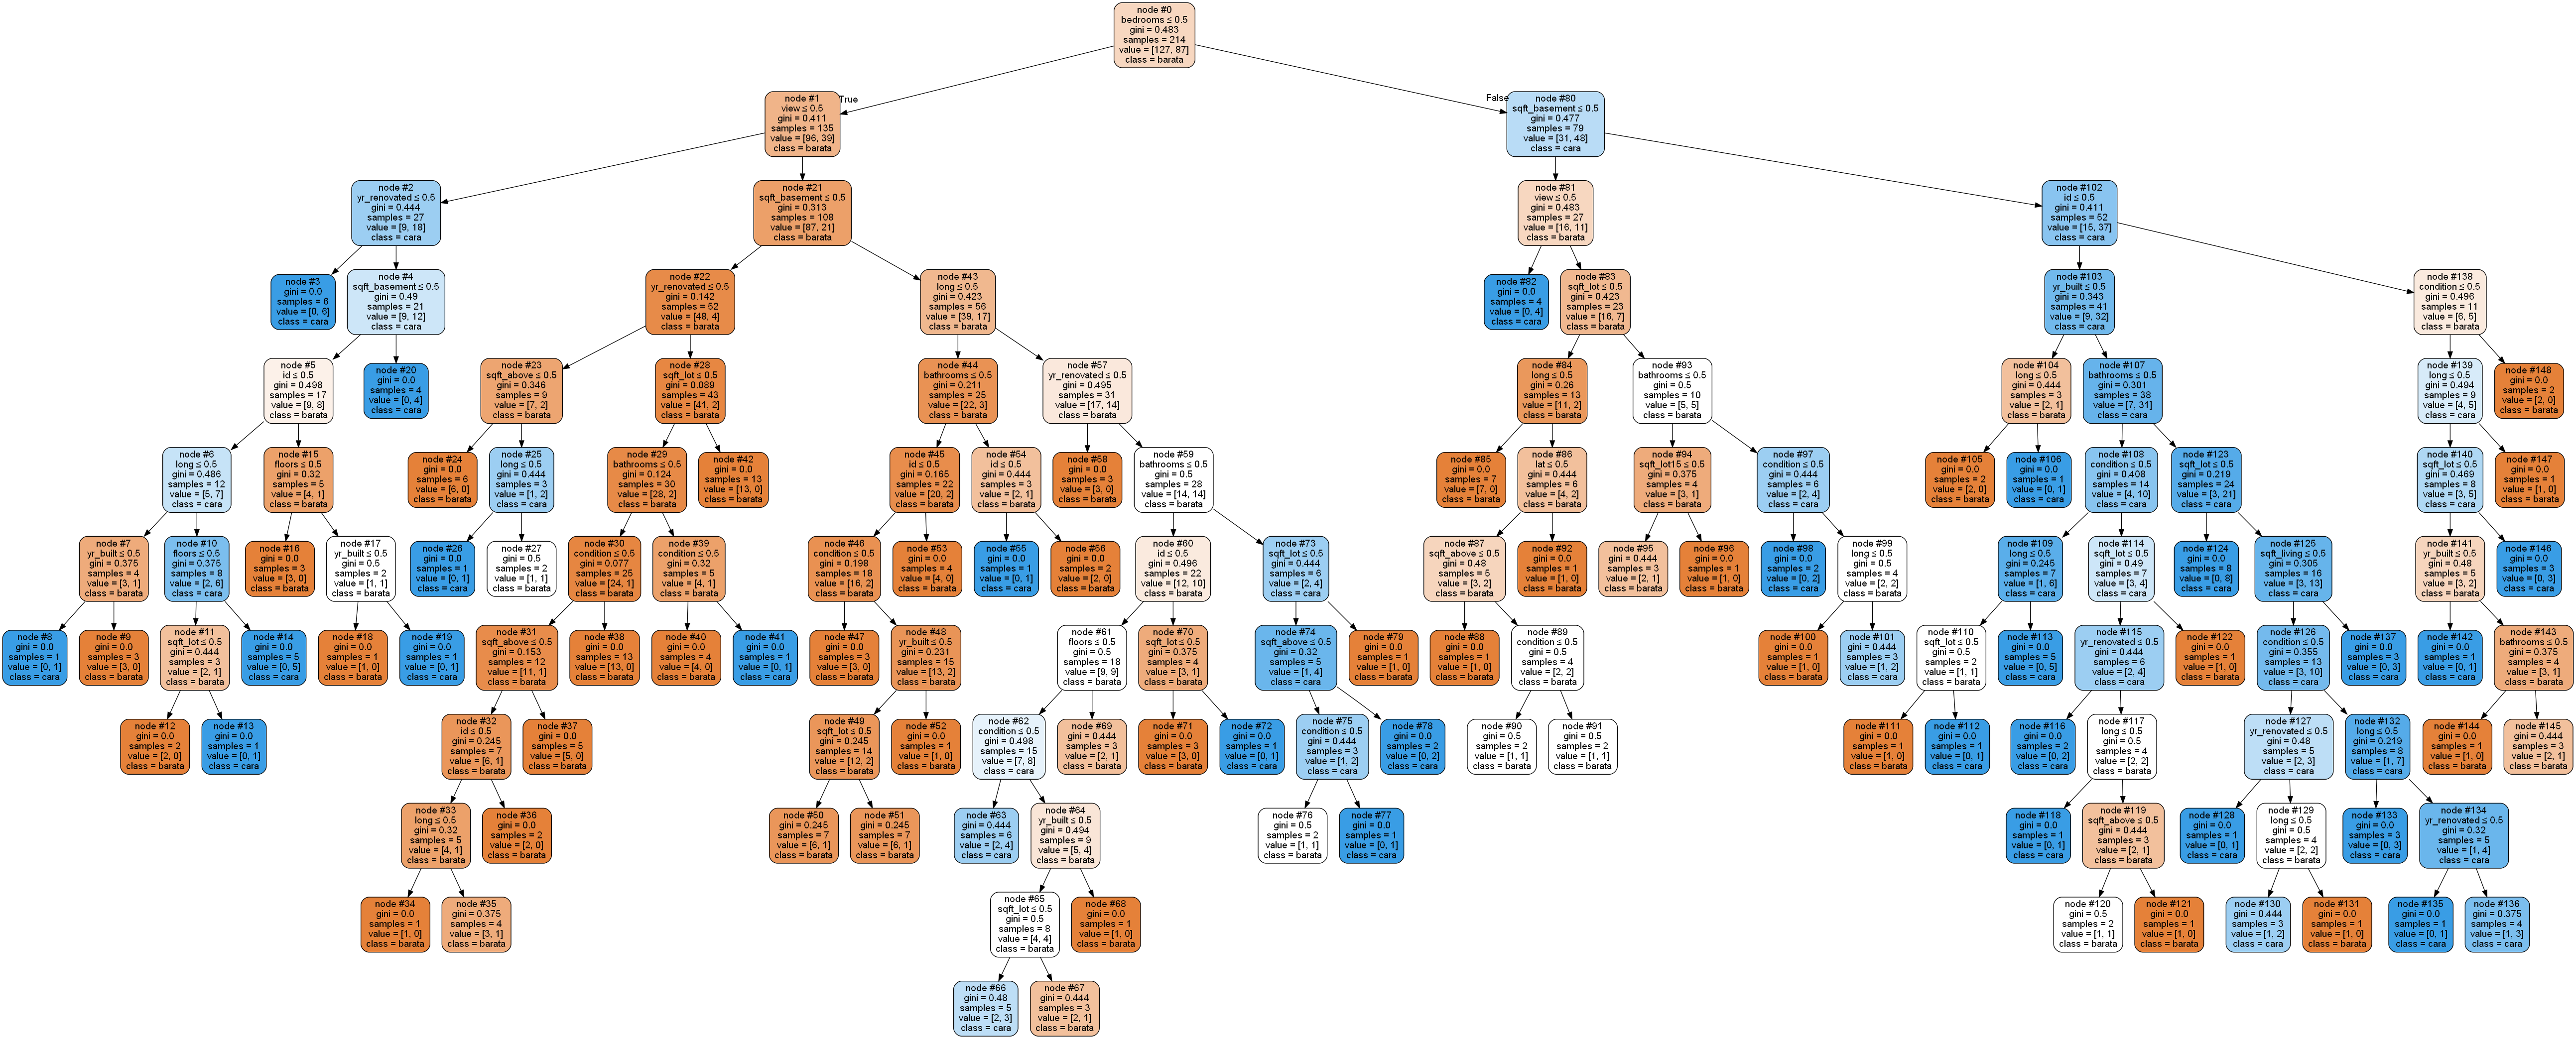 node #0
bedrooms ≤ 0.5
gini = 0.483
samples = 214
value = [127, 87]
class = barata
True
False
node #1
view ≤ 0.5
gini = 0.411
samples = 135
value = [96, 39]
class = barata
node #80
sqft_basement ≤ 0.5
gini = 0.477
samples = 79
value = [31, 48]
class = cara
node #2
yr_renovated ≤ 0.5
gini = 0.444
samples = 27
value = [9, 18]
class = cara
node #21
sqft_basement ≤ 0.5
gini = 0.313
samples = 108
value = [87, 21]
class = barata
node #81
view ≤ 0.5
gini = 0.483
samples = 27
value = [16, 11]
class = barata
node #102
id ≤ 0.5
gini = 0.411
samples = 52
value = [15, 37]
class = cara
node #3
gini = 0.0
samples = 6
value = [0, 6]
class = cara
node #4
sqft_basement ≤ 0.5
gini = 0.49
samples = 21
value = [9, 12]
class = cara
node #22
yr_renovated ≤ 0.5
gini = 0.142
samples = 52
value = [48, 4]
class = barata
node #43
long ≤ 0.5
gini = 0.423
samples = 56
value = [39, 17]
class = barata
node #82
gini = 0.0
samples = 4
value = [0, 4]
class = cara
node #83
sqft_lot ≤ 0.5
gini = 0.423
samples = 23
value = [16, 7]
class = barata
node #103
yr_built ≤ 0.5
gini = 0.343
samples = 41
value = [9, 32]
class = cara
node #138
condition ≤ 0.5
gini = 0.496
samples = 11
value = [6, 5]
class = barata
node #5
id ≤ 0.5
gini = 0.498
samples = 17
value = [9, 8]
class = barata
node #20
gini = 0.0
samples = 4
value = [0, 4]
class = cara
node #23
sqft_above ≤ 0.5
gini = 0.346
samples = 9
value = [7, 2]
class = barata
node #28
sqft_lot ≤ 0.5
gini = 0.089
samples = 43
value = [41, 2]
class = barata
node #44
bathrooms ≤ 0.5
gini = 0.211
samples = 25
value = [22, 3]
class = barata
node #57
yr_renovated ≤ 0.5
gini = 0.495
samples = 31
value = [17, 14]
class = barata
node #84
long ≤ 0.5
gini = 0.26
samples = 13
value = [11, 2]
class = barata
node #93
bathrooms ≤ 0.5
gini = 0.5
samples = 10
value = [5, 5]
class = barata
node #104
long ≤ 0.5
gini = 0.444
samples = 3
value = [2, 1]
class = barata
node #107
bathrooms ≤ 0.5
gini = 0.301
samples = 38
value = [7, 31]
class = cara
node #139
long ≤ 0.5
gini = 0.494
samples = 9
value = [4, 5]
class = cara
node #148
gini = 0.0
samples = 2
value = [2, 0]
class = barata
node #6
long ≤ 0.5
gini = 0.486
samples = 12
value = [5, 7]
class = cara
node #15
floors ≤ 0.5
gini = 0.32
samples = 5
value = [4, 1]
class = barata
node #24
gini = 0.0
samples = 6
value = [6, 0]
class = barata
node #25
long ≤ 0.5
gini = 0.444
samples = 3
value = [1, 2]
class = cara
node #29
bathrooms ≤ 0.5
gini = 0.124
samples = 30
value = [28, 2]
class = barata
node #42
gini = 0.0
samples = 13
value = [13, 0]
class = barata
node #45
id ≤ 0.5
gini = 0.165
samples = 22
value = [20, 2]
class = barata
node #54
id ≤ 0.5
gini = 0.444
samples = 3
value = [2, 1]
class = barata
node #58
gini = 0.0
samples = 3
value = [3, 0]
class = barata
node #59
bathrooms ≤ 0.5
gini = 0.5
samples = 28
value = [14, 14]
class = barata
node #85
gini = 0.0
samples = 7
value = [7, 0]
class = barata
node #86
lat ≤ 0.5
gini = 0.444
samples = 6
value = [4, 2]
class = barata
node #94
sqft_lot15 ≤ 0.5
gini = 0.375
samples = 4
value = [3, 1]
class = barata
node #97
condition ≤ 0.5
gini = 0.444
samples = 6
value = [2, 4]
class = cara
node #105
gini = 0.0
samples = 2
value = [2, 0]
class = barata
node #106
gini = 0.0
samples = 1
value = [0, 1]
class = cara
node #108
condition ≤ 0.5
gini = 0.408
samples = 14
value = [4, 10]
class = cara
node #123
sqft_lot ≤ 0.5
gini = 0.219
samples = 24
value = [3, 21]
class = cara
node #140
sqft_lot ≤ 0.5
gini = 0.469
samples = 8
value = [3, 5]
class = cara
node #147
gini = 0.0
samples = 1
value = [1, 0]
class = barata
node #7
yr_built ≤ 0.5
gini = 0.375
samples = 4
value = [3, 1]
class = barata
node #10
floors ≤ 0.5
gini = 0.375
samples = 8
value = [2, 6]
class = cara
node #16
gini = 0.0
samples = 3
value = [3, 0]
class = barata
node #17
yr_built ≤ 0.5
gini = 0.5
samples = 2
value = [1, 1]
class = barata
node #26
gini = 0.0
samples = 1
value = [0, 1]
class = cara
node #27
gini = 0.5
samples = 2
value = [1, 1]
class = barata
node #30
condition ≤ 0.5
gini = 0.077
samples = 25
value = [24, 1]
class = barata
node #39
condition ≤ 0.5
gini = 0.32
samples = 5
value = [4, 1]
class = barata
node #46
condition ≤ 0.5
gini = 0.198
samples = 18
value = [16, 2]
class = barata
node #53
gini = 0.0
samples = 4
value = [4, 0]
class = barata
node #55
gini = 0.0
samples = 1
value = [0, 1]
class = cara
node #56
gini = 0.0
samples = 2
value = [2, 0]
class = barata
node #60
id ≤ 0.5
gini = 0.496
samples = 22
value = [12, 10]
class = barata
node #73
sqft_lot ≤ 0.5
gini = 0.444
samples = 6
value = [2, 4]
class = cara
node #87
sqft_above ≤ 0.5
gini = 0.48
samples = 5
value = [3, 2]
class = barata
node #92
gini = 0.0
samples = 1
value = [1, 0]
class = barata
node #95
gini = 0.444
samples = 3
value = [2, 1]
class = barata
node #96
gini = 0.0
samples = 1
value = [1, 0]
class = barata
node #98
gini = 0.0
samples = 2
value = [0, 2]
class = cara
node #99
long ≤ 0.5
gini = 0.5
samples = 4
value = [2, 2]
class = barata
node #109
long ≤ 0.5
gini = 0.245
samples = 7
value = [1, 6]
class = cara
node #114
sqft_lot ≤ 0.5
gini = 0.49
samples = 7
value = [3, 4]
class = cara
node #124
gini = 0.0
samples = 8
value = [0, 8]
class = cara
node #125
sqft_living ≤ 0.5
gini = 0.305
samples = 16
value = [3, 13]
class = cara
node #141
yr_built ≤ 0.5
gini = 0.48
samples = 5
value = [3, 2]
class = barata
node #146
gini = 0.0
samples = 3
value = [0, 3]
class = cara
node #8
gini = 0.0
samples = 1
value = [0, 1]
class = cara
node #9
gini = 0.0
samples = 3
value = [3, 0]
class = barata
node #11
sqft_lot ≤ 0.5
gini = 0.444
samples = 3
value = [2, 1]
class = barata
node #14
gini = 0.0
samples = 5
value = [0, 5]
class = cara
node #18
gini = 0.0
samples = 1
value = [1, 0]
class = barata
node #19
gini = 0.0
samples = 1
value = [0, 1]
class = cara
node #31
sqft_above ≤ 0.5
gini = 0.153
samples = 12
value = [11, 1]
class = barata
node #38
gini = 0.0
samples = 13
value = [13, 0]
class = barata
node #40
gini = 0.0
samples = 4
value = [4, 0]
class = barata
node #41
gini = 0.0
samples = 1
value = [0, 1]
class = cara
node #47
gini = 0.0
samples = 3
value = [3, 0]
class = barata
node #48
yr_built ≤ 0.5
gini = 0.231
samples = 15
value = [13, 2]
class = barata
node #61
floors ≤ 0.5
gini = 0.5
samples = 18
value = [9, 9]
class = barata
node #70
sqft_lot ≤ 0.5
gini = 0.375
samples = 4
value = [3, 1]
class = barata
node #74
sqft_above ≤ 0.5
gini = 0.32
samples = 5
value = [1, 4]
class = cara
node #79
gini = 0.0
samples = 1
value = [1, 0]
class = barata
node #88
gini = 0.0
samples = 1
value = [1, 0]
class = barata
node #89
condition ≤ 0.5
gini = 0.5
samples = 4
value = [2, 2]
class = barata
node #100
gini = 0.0
samples = 1
value = [1, 0]
class = barata
node #101
gini = 0.444
samples = 3
value = [1, 2]
class = cara
node #110
sqft_lot ≤ 0.5
gini = 0.5
samples = 2
value = [1, 1]
class = barata
node #113
gini = 0.0
samples = 5
value = [0, 5]
class = cara
node #115
yr_renovated ≤ 0.5
gini = 0.444
samples = 6
value = [2, 4]
class = cara
node #122
gini = 0.0
samples = 1
value = [1, 0]
class = barata
node #126
condition ≤ 0.5
gini = 0.355
samples = 13
value = [3, 10]
class = cara
node #137
gini = 0.0
samples = 3
value = [0, 3]
class = cara
node #142
gini = 0.0
samples = 1
value = [0, 1]
class = cara
node #143
bathrooms ≤ 0.5
gini = 0.375
samples = 4
value = [3, 1]
class = barata
node #12
gini = 0.0
samples = 2
value = [2, 0]
class = barata
node #13
gini = 0.0
samples = 1
value = [0, 1]
class = cara
node #32
id ≤ 0.5
gini = 0.245
samples = 7
value = [6, 1]
class = barata
node #37
gini = 0.0
samples = 5
value = [5, 0]
class = barata
node #49
sqft_lot ≤ 0.5
gini = 0.245
samples = 14
value = [12, 2]
class = barata
node #52
gini = 0.0
samples = 1
value = [1, 0]
class = barata
node #62
condition ≤ 0.5
gini = 0.498
samples = 15
value = [7, 8]
class = cara
node #69
gini = 0.444
samples = 3
value = [2, 1]
class = barata
node #71
gini = 0.0
samples = 3
value = [3, 0]
class = barata
node #72
gini = 0.0
samples = 1
value = [0, 1]
class = cara
node #75
condition ≤ 0.5
gini = 0.444
samples = 3
value = [1, 2]
class = cara
node #78
gini = 0.0
samples = 2
value = [0, 2]
class = cara
node #90
gini = 0.5
samples = 2
value = [1, 1]
class = barata
node #91
gini = 0.5
samples = 2
value = [1, 1]
class = barata
node #111
gini = 0.0
samples = 1
value = [1, 0]
class = barata
node #112
gini = 0.0
samples = 1
value = [0, 1]
class = cara
node #116
gini = 0.0
samples = 2
value = [0, 2]
class = cara
node #117
long ≤ 0.5
gini = 0.5
samples = 4
value = [2, 2]
class = barata
node #127
yr_renovated ≤ 0.5
gini = 0.48
samples = 5
value = [2, 3]
class = cara
node #132
long ≤ 0.5
gini = 0.219
samples = 8
value = [1, 7]
class = cara
node #144
gini = 0.0
samples = 1
value = [1, 0]
class = barata
node #145
gini = 0.444
samples = 3
value = [2, 1]
class = barata
node #33
long ≤ 0.5
gini = 0.32
samples = 5
value = [4, 1]
class = barata
node #36
gini = 0.0
samples = 2
value = [2, 0]
class = barata
node #50
gini = 0.245
samples = 7
value = [6, 1]
class = barata
node #51
gini = 0.245
samples = 7
value = [6, 1]
class = barata
node #63
gini = 0.444
samples = 6
value = [2, 4]
class = cara
node #64
yr_built ≤ 0.5
gini = 0.494
samples = 9
value = [5, 4]
class = barata
node #76
gini = 0.5
samples = 2
value = [1, 1]
class = barata
node #77
gini = 0.0
samples = 1
value = [0, 1]
class = cara
node #118
gini = 0.0
samples = 1
value = [0, 1]
class = cara
node #119
sqft_above ≤ 0.5
gini = 0.444
samples = 3
value = [2, 1]
class = barata
node #128
gini = 0.0
samples = 1
value = [0, 1]
class = cara
node #129
long ≤ 0.5
gini = 0.5
samples = 4
value = [2, 2]
class = barata
node #133
gini = 0.0
samples = 3
value = [0, 3]
class = cara
node #134
yr_renovated ≤ 0.5
gini = 0.32
samples = 5
value = [1, 4]
class = cara
node #34
gini = 0.0
samples = 1
value = [1, 0]
class = barata
node #35
gini = 0.375
samples = 4
value = [3, 1]
class = barata
node #65
sqft_lot ≤ 0.5
gini = 0.5
samples = 8
value = [4, 4]
class = barata
node #68
gini = 0.0
samples = 1
value = [1, 0]
class = barata
node #120
gini = 0.5
samples = 2
value = [1, 1]
class = barata
node #121
gini = 0.0
samples = 1
value = [1, 0]
class = barata
node #130
gini = 0.444
samples = 3
value = [1, 2]
class = cara
node #131
gini = 0.0
samples = 1
value = [1, 0]
class = barata
node #135
gini = 0.0
samples = 1
value = [0, 1]
class = cara
node #136
gini = 0.375
samples = 4
value = [1, 3]
class = cara
node #66
gini = 0.48
samples = 5
value = [2, 3]
class = cara
node #67
gini = 0.444
samples = 3
value = [2, 1]
class = barata